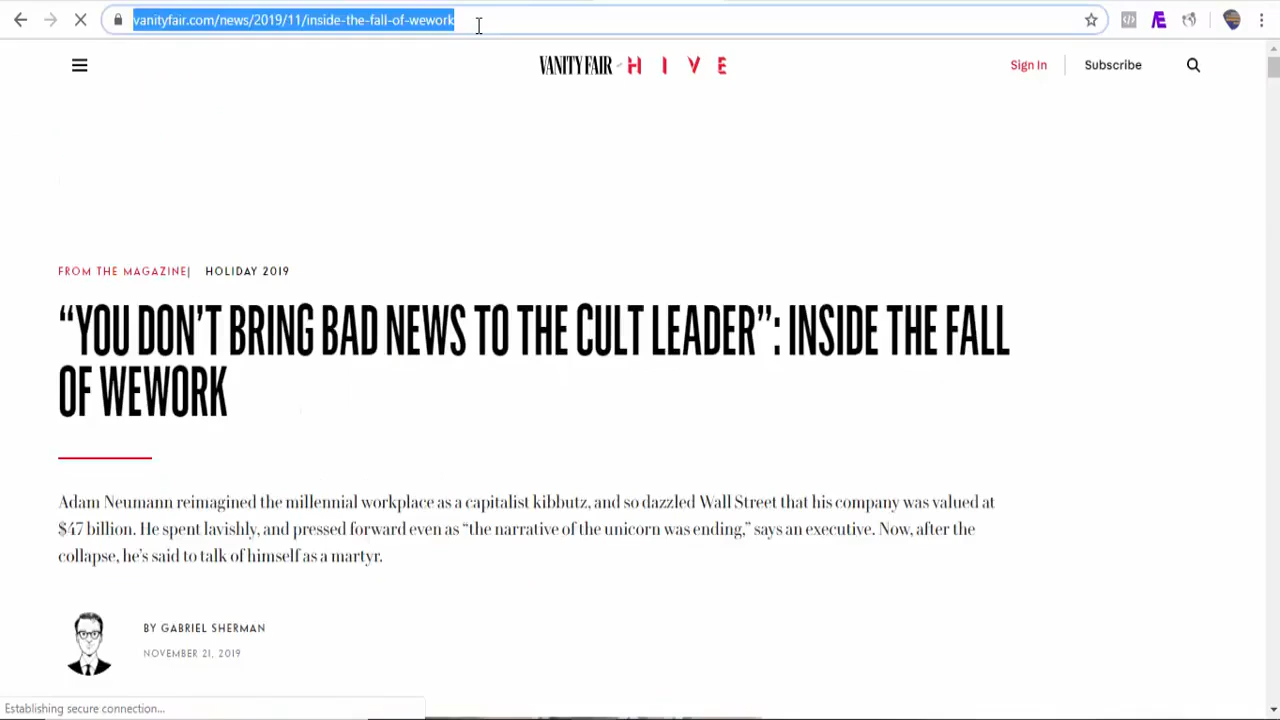 vanityfair.com/news/2019/11/inside-the-fall-of-wework
VANITY FAIR HIVE
Sign In
Subscribe
FROM THE MAGAZINE| HOLIDAY 2019
“YOU DON’T BRING BAD NEWS TO THE CULT LEADER”: INSIDE THE FALL
OF WEWORK
Adam Neumann reimagined the millennial workplace as a capitalist kibbutz, and so dazzled Wall Street that his company was valued at
$47 billion. He spent lavishly, and pressed forward even as “the narrative of the unicorn was ending,” says an executive. Now, after the
collapse, he’s said to talk of himself as a martyr.
BY GABRIEL SHERMAN
NOVEMBER 21, 2019
Establishing secure connection...